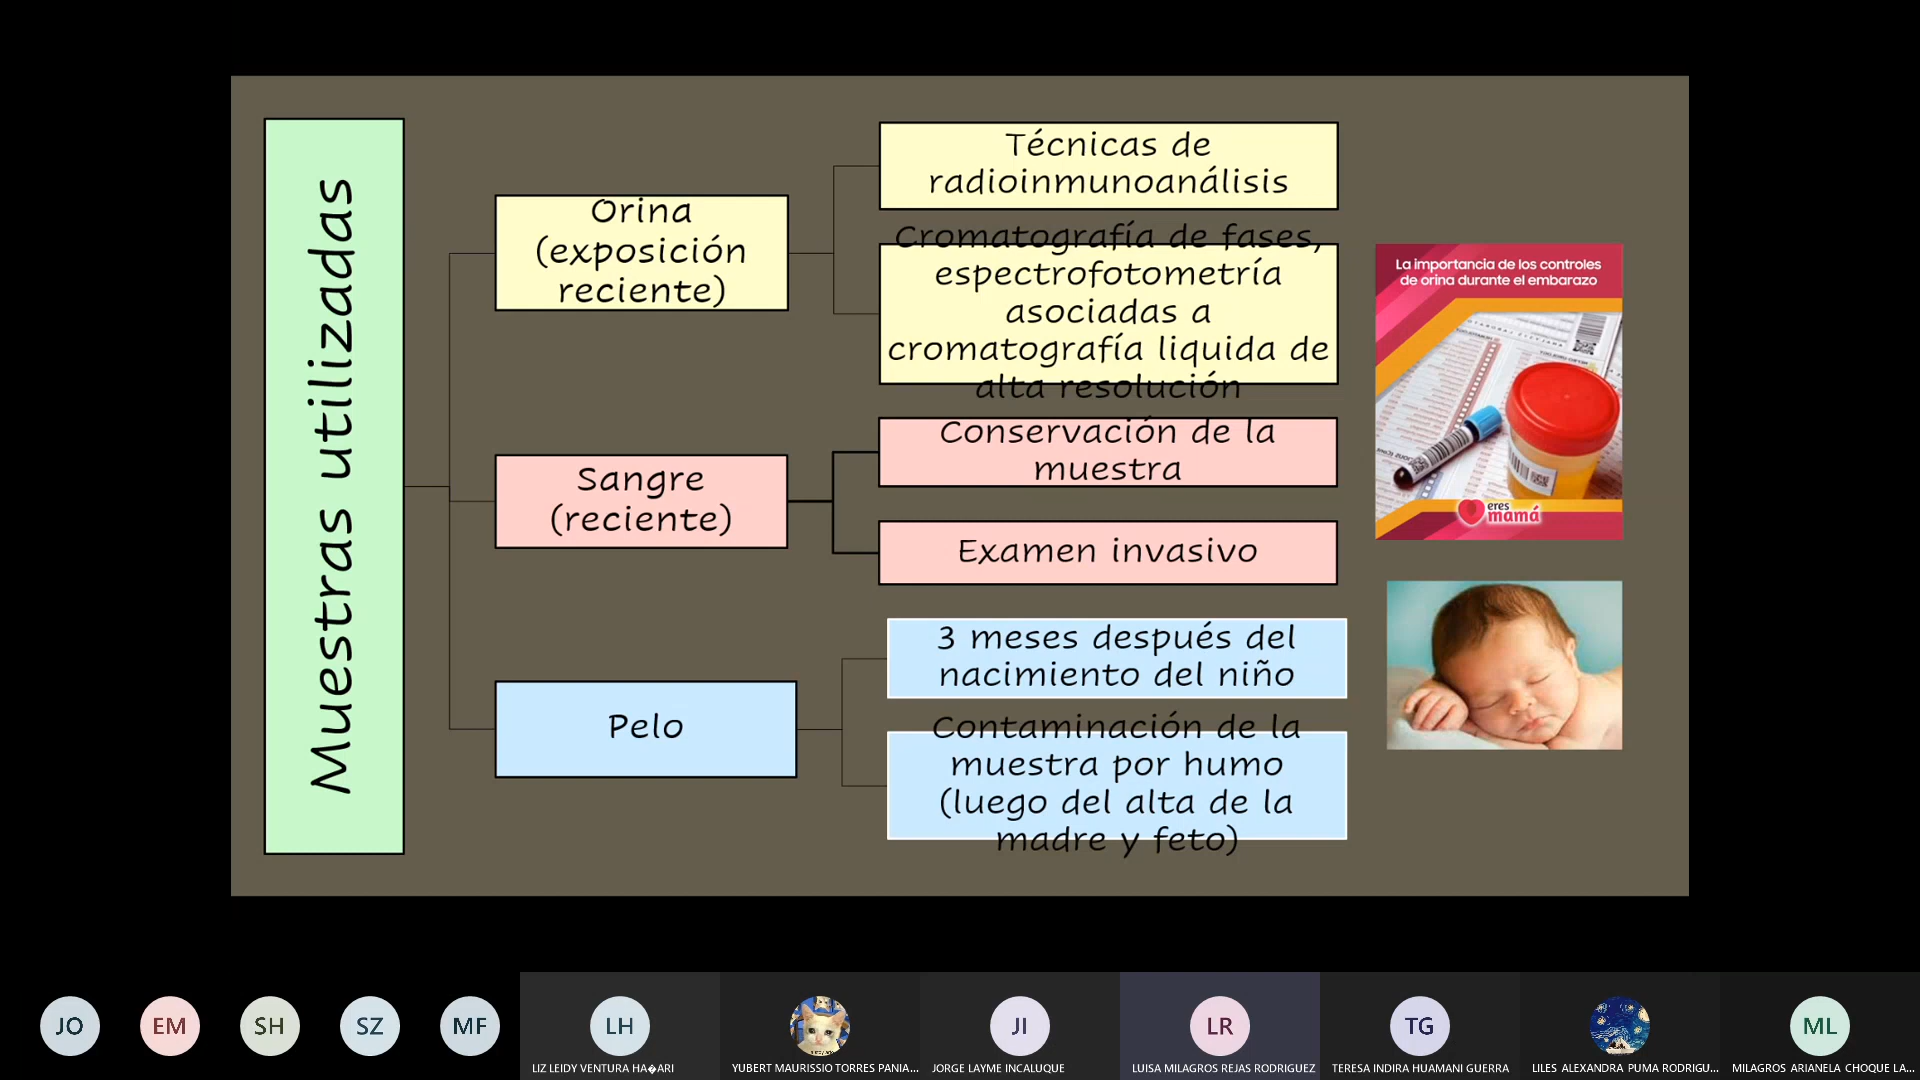 Muestras utilizadas
Orina
(exposición
reciente)
Técnicas de
radioinmunoanálisis
Cromatografía de fases,
espectrofotometría
asociadas a
cromatografía liquida de
alta resolución
Sangre
(reciente)
Conservación de la
muestra
Examen invasivo
Pelo
3 meses después del
nacimiento del niño
Contaminación de la
muestra por humo
(luego del alta de la
madre y feto)
La importancia de los controles
de orina durante el embarazo
eres
mamá
JO
EM
SH
SZ
MF
LH
LIZ LEIDY VENTURA HA�ARI
YUBERT MAURISSIO TORRES PANIA...
JI
JORGE LAYME INCALUQUE
LR
LUISA MILAGROS REJAS RODRIGUEZ
TG
TERESA INDIRA HUAMANI GUERRA
LILES ALEXANDRA PUMA RODRIGU...
ML
MILAGROS ARIANELA CHOQUE LA...